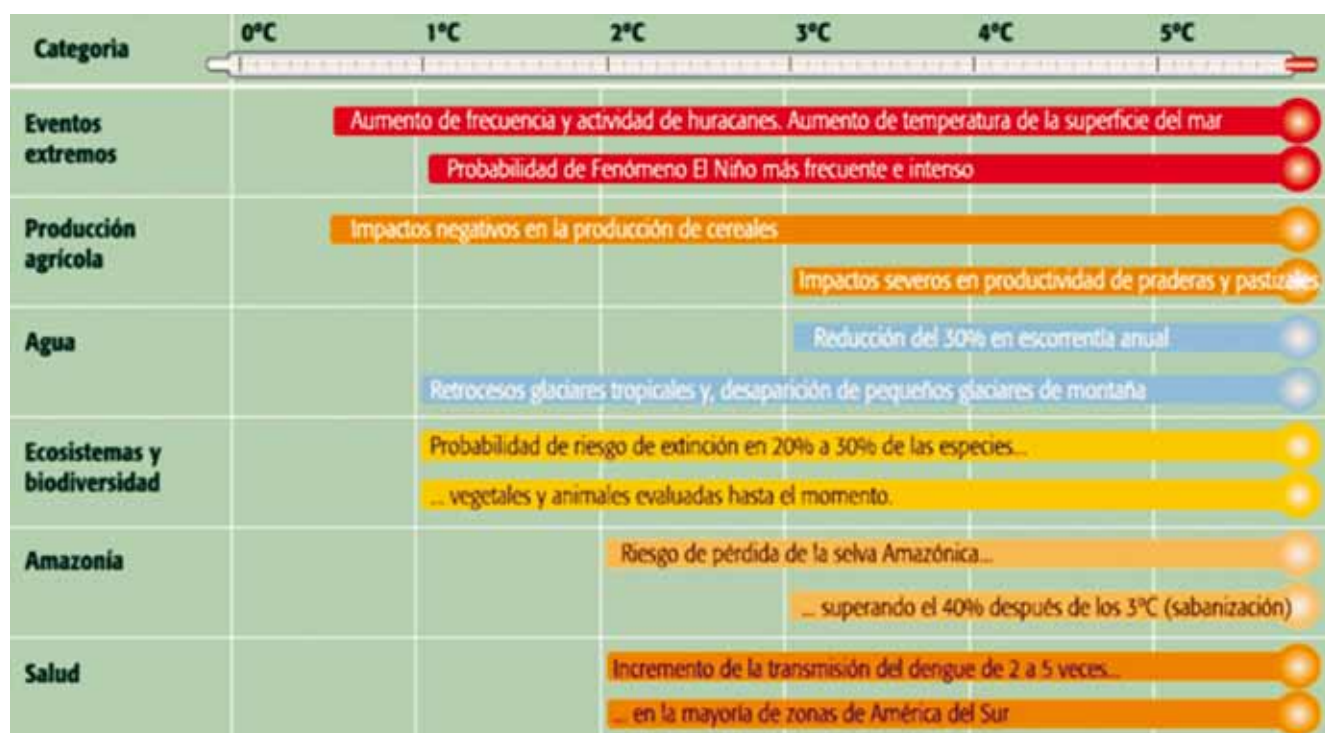 Categoria
0°C 1°C 2°C 3°C 4°C 5°C
Eventos
extremos
Aumento de frecuencia y actividad de huracanes. Aumento de temperatura de la superficie del mar
Probabilidad de Fenómeno El Niño más frecuente e intenso
Producción
agrícola
Impactos negativos en la producción de cereales
Impactos severos en productividad de praderas y pastizales
Agua
Reducción del 30% en escorrentía anual
Retrocesos glaciares tropicales y, desaparición de pequeños glaciares de montaña
Ecosistemas y
biodiversidad
Probabilidad de riesgo de extinción en 20% a 30% de las especies...
... vegetales y animales evaluadas hasta el momento.
Amazonía
Riesgo de pérdida de la selva Amazónica...
... superando el 40% después de los 3°C (sabanización)
Salud
Incremento de la transmisión del dengue de 2 a 5 veces...
... en la mayoría de zonas de América del Sur